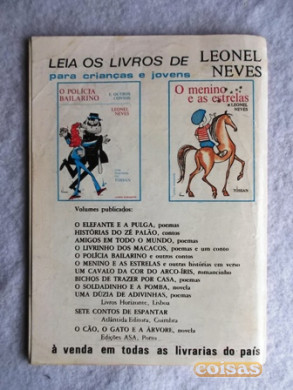 LEIA OS LIVROS DE LEONEL NEVES
para crianças e jovens
O POLÍCIA
BAILARINO
LEONEL
NEVES
O menino
e as estrelas
LEONEL NEVES
Volumes publicados:
O ELEFANTE E A PULGA, poemas
HISTÓRIAS DO ZÉ PALÃO, contos
AMIGOS EM TODO O MUNDO, poemas
O LIVRINHO DOS MACACOS, poemas e um conto
O POLÍCIA BAILARINO e outros contos
O MENINO E AS ESTRELAS e outras histórias em verso
UM CAVALO DA COR DO ARCO-ÍRIS, romanceados
BICHOS DE TRAZER POR CASA, poemas
O SOLDADINHO E A POMBA, novela
UMA DÚZIA DE ADIVINHAS, poemas
Livros Horizonte, Lisboa
SETE CONTOS DE ESPANTAR
Atlântida Editora, Coimbra
O CÃO, O GATO E A ÁRVORE, novela
Edições ASA, Porto
à venda em todas as livrarias do país
coisas